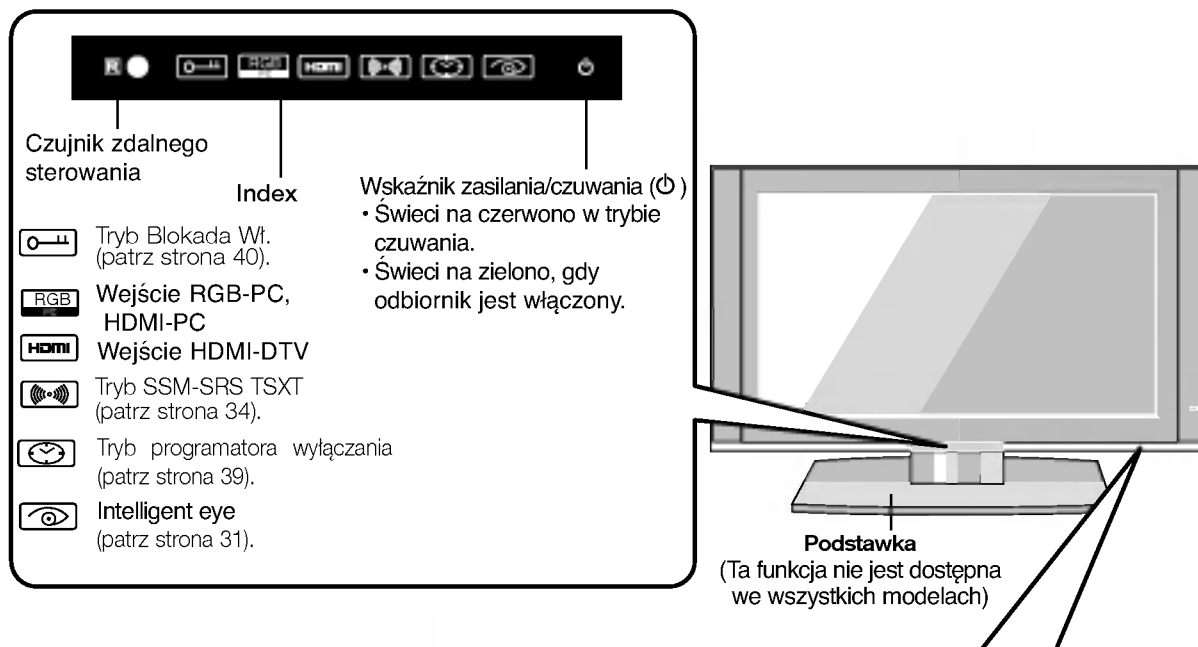 R RGB PC HDMI
Czujnik zdalnego
sterowania
Index
Tryb Blokada Wł.
(patrz strona 40).
RGB
PC
Wejście RGB-PC,
HDMI-PC
HDMI
Wejście HDMI-DTV
Tryb SSM-SRS TSXT
(patrz strona 34).
Tryb programatora wyłączania
(patrz strona 39).
Intelligent eye
(patrz strona 31).
Wskaźnik zasilania/czuwania (⏻)
· Świeci na czerwono w trybie
czuwania.
· Świeci na zielono, gdy
odbiornik jest włączony.
Podstawka
(Ta funkcja nie jest dostępna
we wszystkich modelach)